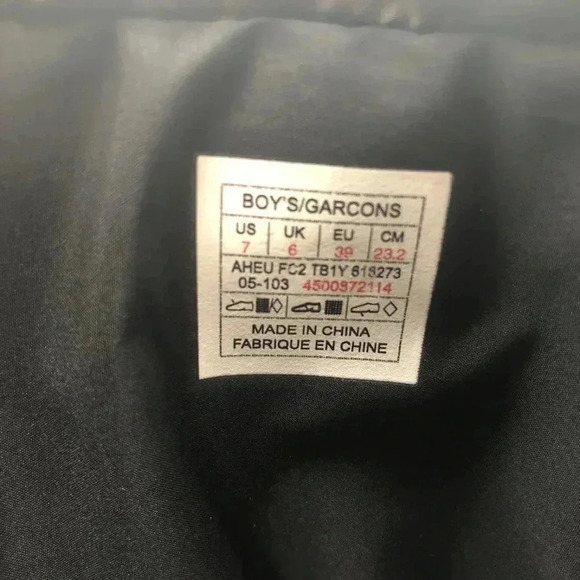 BOY'S/GARCONS
US UK EU CM
7 6 39 23.2
AHEU FC2 TB1Y 618273
05-103 4500872114
MADE IN CHINA
FABRIQUE EN CHINE